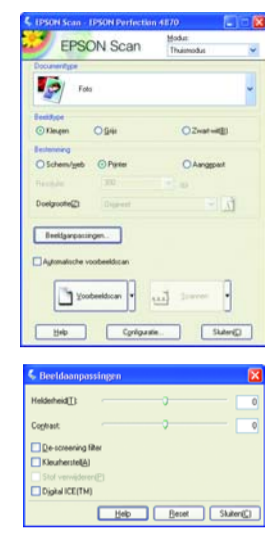 EPSON Scan - EPSON Perfection 4870
EPSON Scan
Modus:
Thuismodus
Documenttype
Foto
Beeldtype
Kleuren Grijs Zwart-wit(B)
Bestemming
Scherm/web Printer Aangepast
Resolutie: 300 dpi
Doelgrootte(Z): Origineel
Beeldaanpassingen...
Automatische voorbeeldscan
Voorbeeldscan Scannen
Help Configuratie... Sluiten(C)
Beeldaanpassingen
Helderheid(T): 0
Contrast: 0
De-screening filter
Kleurherstel(A)
Stof verwijderen(E)
Digital ICE(TM)
Help Reset Sluiten(C)